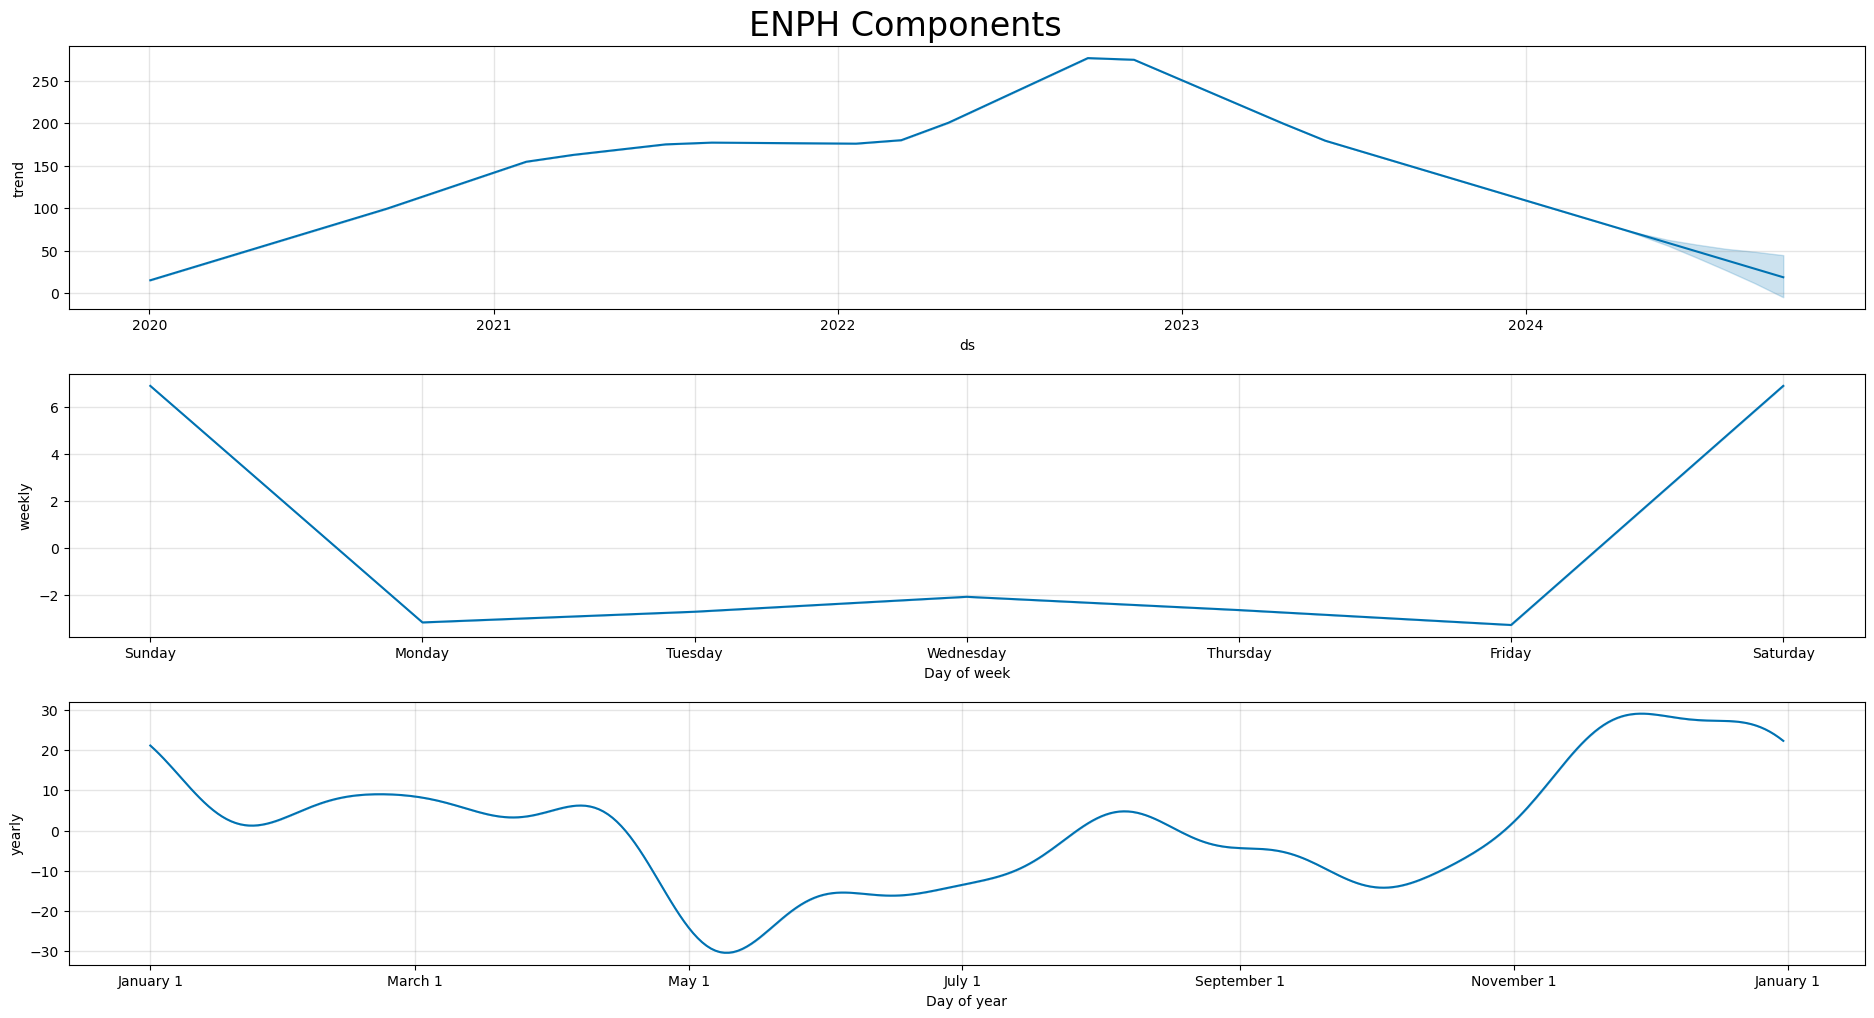 ENPH Components
250
200
150
100
50
0
trend
2020 2021 2022 2023 2024
ds
6
4
2
0
−2
weekly
Sunday Monday Tuesday Wednesday Thursday Friday Saturday
Day of week
30
20
10
0
−10
−20
−30
yearly
January 1 March 1 May 1 July 1 September 1 November 1 January 1
Day of year